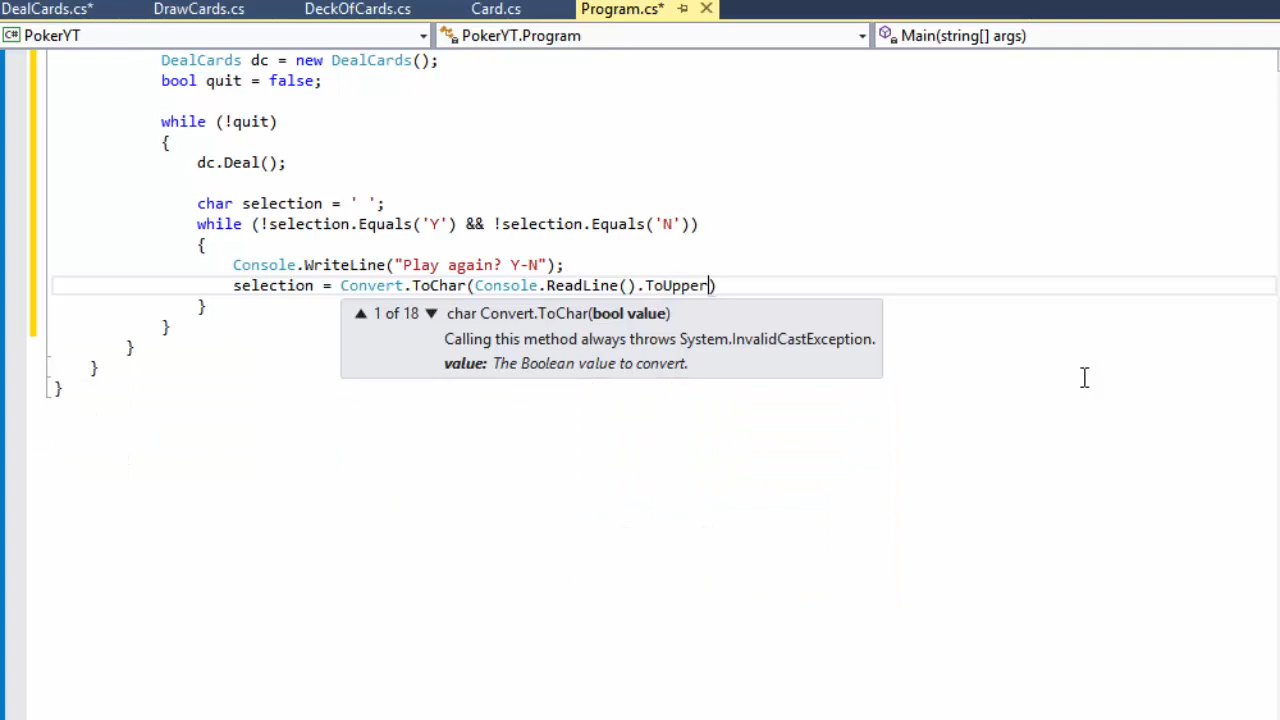 DealCards.cs* DrawCards.cs DeckOfCards.cs Card.cs Program.cs*
C# PokerYT PokerYT.Program Main(string[] args)
DealCards dc = new DealCards();
bool quit = false;
while (!quit)
{
dc.Deal();
char selection = ' ';
while (!selection.Equals('Y') && !selection.Equals('N'))
{
Console.WriteLine("Play again? Y-N");
selection = Convert.ToChar(Console.ReadLine().ToUpper)
}
▲ 1 of 18 ▼ char Convert.ToChar(bool value)
Calling this method always throws System.InvalidCastException.
value: The Boolean value to convert.
}
}
}
}